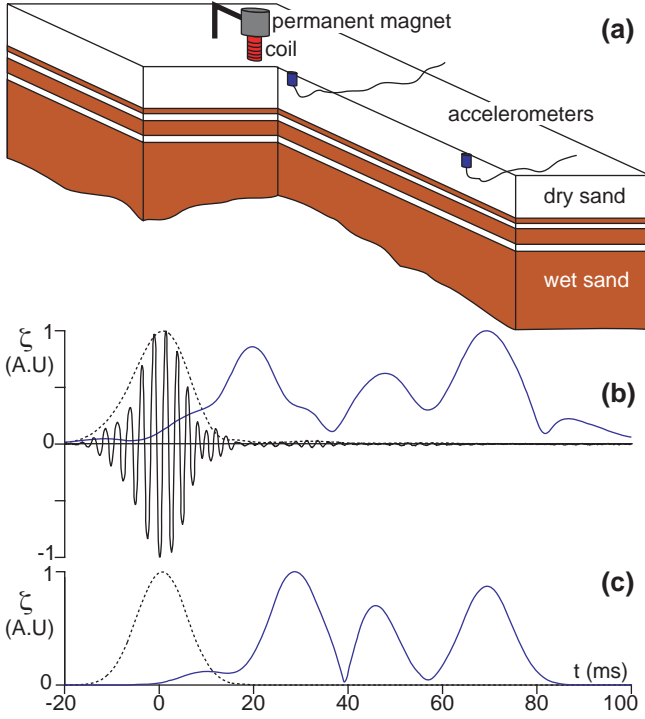 (a)
permanent magnet
coil
accelerometers
dry sand
wet sand
ζ
(A.U)
1
0
-1
(b)
ζ
(A.U)
1
0
(c)
t (ms)
-20 0 20 40 60 80 100